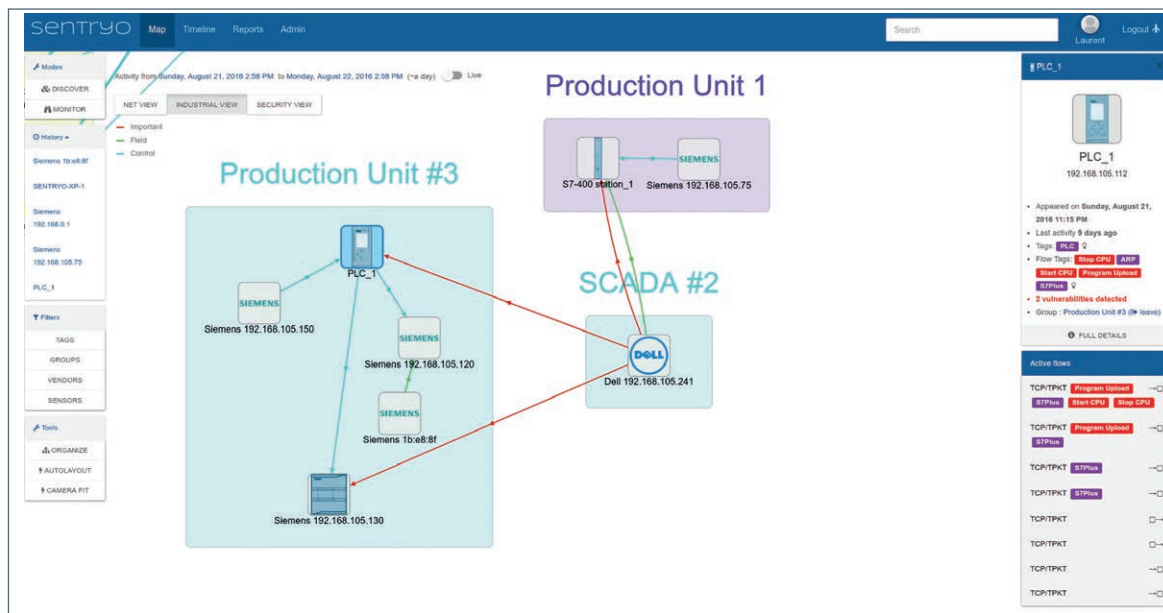 sentryo Map Timeline Reports Admin Search Laurent Logout
Modes
DISCOVER
MONITOR
History
Siemens 1b:e8:8f
SENTRYO-XP-1
Siemens
192.168.0.1
Siemens
192.168.105.75
PLC_1
Filters
TAGS
GROUPS
VENDORS
SENSORS
Tools
ORGANIZE
AUTOLAYOUT
CAMERA FIT
Activity from Sunday, August 21, 2016 2:58 PM to Monday, August 22, 2016 2:58 PM (~a day) Live
NET VIEW INDUSTRIAL VIEW SECURITY VIEW
Important
Field
Control
Production Unit #3
PLC_1
SIEMENS
Siemens 192.168.105.150
SIEMENS
Siemens 192.168.105.120
SIEMENS
Siemens 1b:e8:8f
Siemens 192.168.105.130
Production Unit 1
SIEMENS
S7-400 station_1 Siemens 192.168.105.75
SCADA #2
DELL
Dell 192.168.105.241
PLC_1
PLC_1
192.168.105.112
• Appeared on Sunday, August 21,
2016 11:15 PM
• Last activity 9 days ago
• Tags: PLC
• Flow Tags: Stop CPU ARP
Start CPU Program Upload
S7Plus
• 2 vulnerabilities detected
• Group : Production Unit #3 (leave)
FULL DETAILS
Active flows
TCP/TPKT Program Upload
S7Plus Start CPU Stop CPU
TCP/TPKT Program Upload
S7Plus
TCP/TPKT S7Plus
TCP/TPKT S7Plus
TCP/TPKT
TCP/TPKT
TCP/TPKT
TCP/TPKT